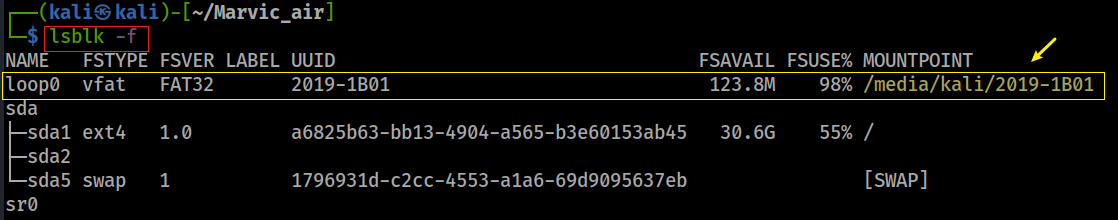 ┌──(kali㉿kali)-[~/Marvic_air]
└─$ lsblk -f
NAME   FSTYPE FSVER LABEL UUID                                 FSAVAIL FSUSE% MOUNTPOINT
loop0  vfat   FAT32       2019-1B01                             123.8M    98% /media/kali/2019-1B01
sda
├─sda1 ext4   1.0         a6825b63-bb13-4904-a565-b3e60153ab45   30.6G    55% /
├─sda2
└─sda5 swap   1           1796931d-c2cc-4553-a1a6-69d9095637eb                [SWAP]
sr0